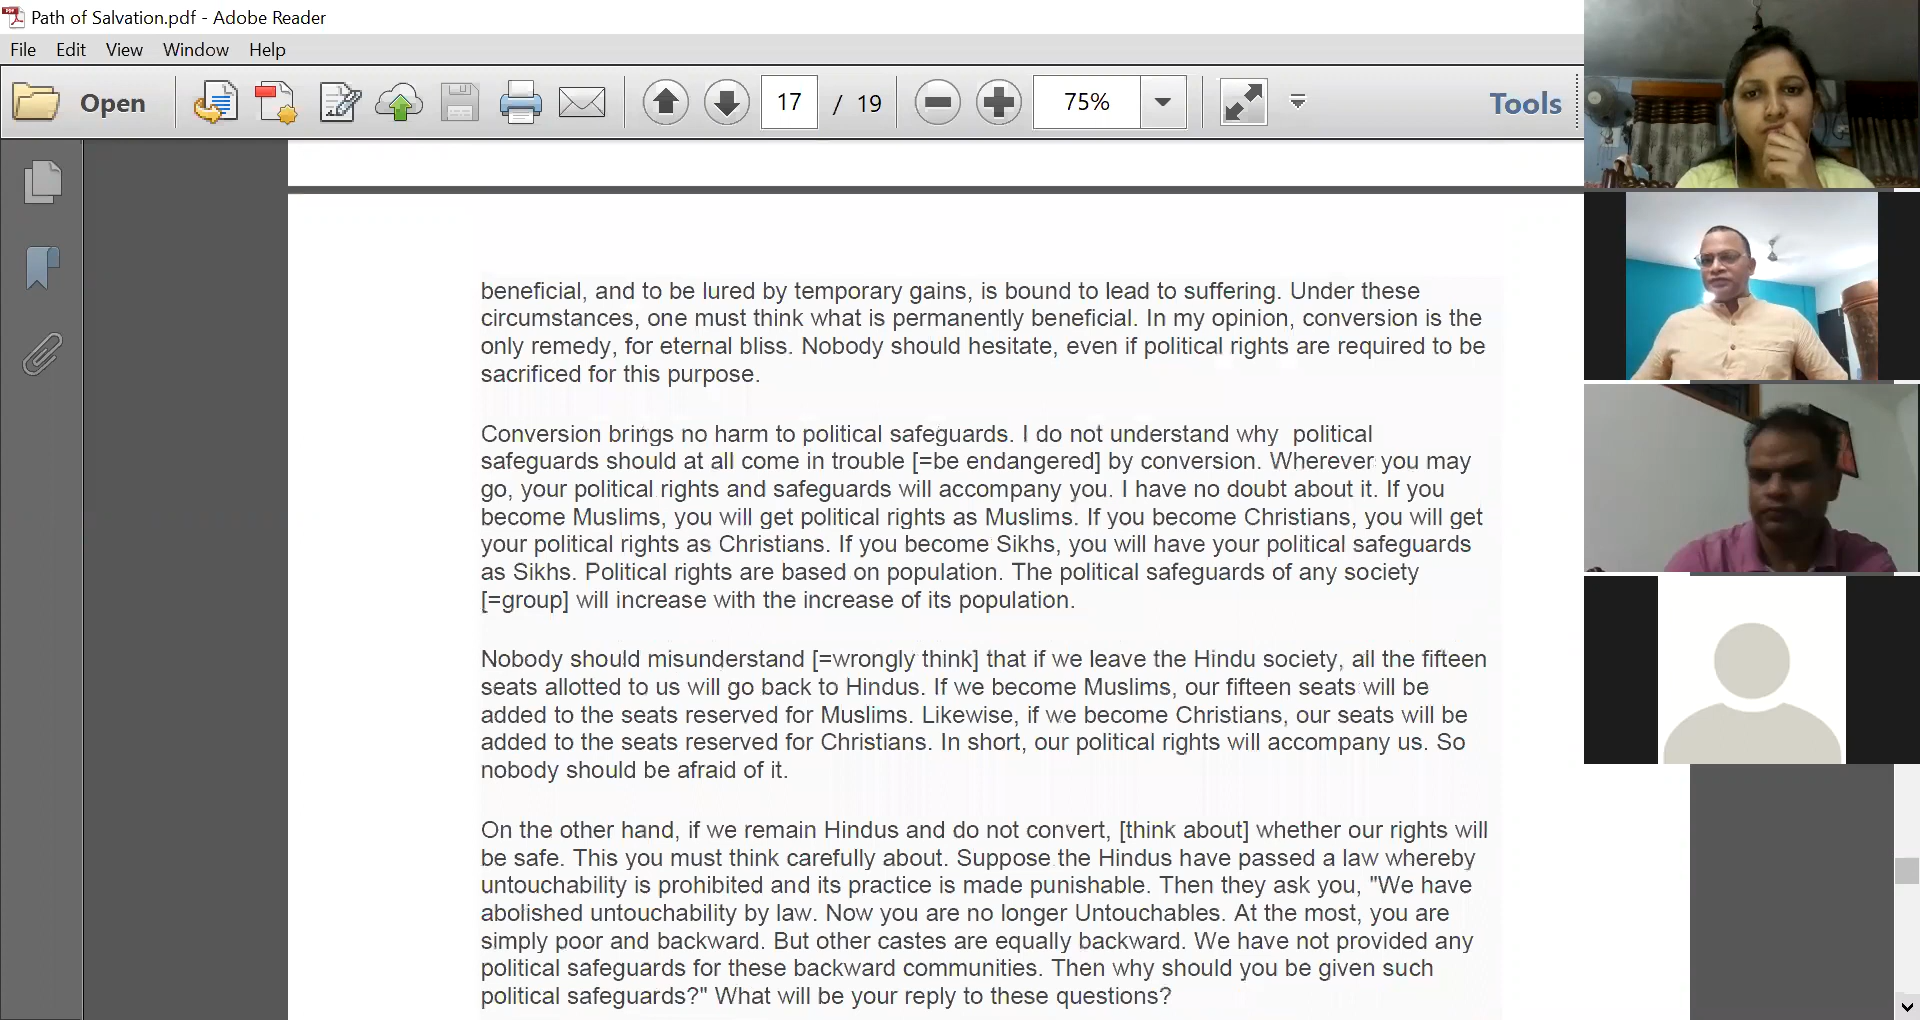 Path of Salvation.pdf - Adobe Reader
File Edit View Window Help
Open 17 / 19 75% Tools
beneficial, and to be lured by temporary gains, is bound to lead to suffering. Under these
circumstances, one must think what is permanently beneficial. In my opinion, conversion is the
only remedy, for eternal bliss. Nobody should hesitate, even if political rights are required to be
sacrificed for this purpose.
Conversion brings no harm to political safeguards. I do not understand why political
safeguards should at all come in trouble [=be endangered] by conversion. Wherever you may
go, your political rights and safeguards will accompany you. I have no doubt about it. If you
become Muslims, you will get political rights as Muslims. If you become Christians, you will get
your political rights as Christians. If you become Sikhs, you will have your political safeguards
as Sikhs. Political rights are based on population. The political safeguards of any society
[=group] will increase with the increase of its population.
Nobody should misunderstand [=wrongly think] that if we leave the Hindu society, all the fifteen
seats allotted to us will go back to Hindus. If we become Muslims, our fifteen seats will be
added to the seats reserved for Muslims. Likewise, if we become Christians, our seats will be
added to the seats reserved for Christians. In short, our political rights will accompany us. So
nobody should be afraid of it.
On the other hand, if we remain Hindus and do not convert, [think about] whether our rights will
be safe. This you must think carefully about. Suppose the Hindus have passed a law whereby
untouchability is prohibited and its practice is made punishable. Then they ask you, "We have
abolished untouchability by law. Now you are no longer Untouchables. At the most, you are
simply poor and backward. But other castes are equally backward. We have not provided any
political safeguards for these backward communities. Then why should you be given such
political safeguards?" What will be your reply to these questions?